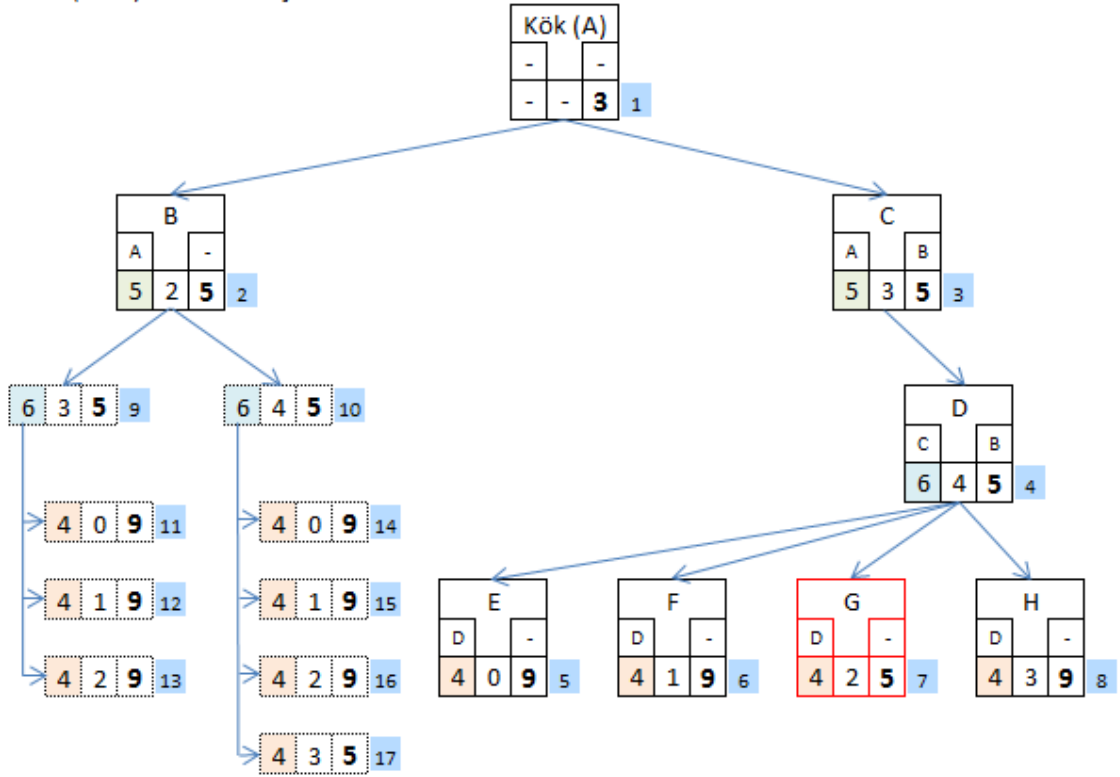 Kök (A)
- -
- - 3 1
B C
A - A B
5 2 5 2 5 3 5 3
6 3 5 9 6 4 5 10 D
C B
6 4 5 4
4 0 9 11 4 0 9 14
4 1 9 12 4 1 9 15 E F G H
D - D - D - D -
4 2 9 13 4 2 9 16 4 0 9 5 4 1 9 6 4 2 5 7 4 3 9 8
4 3 5 17